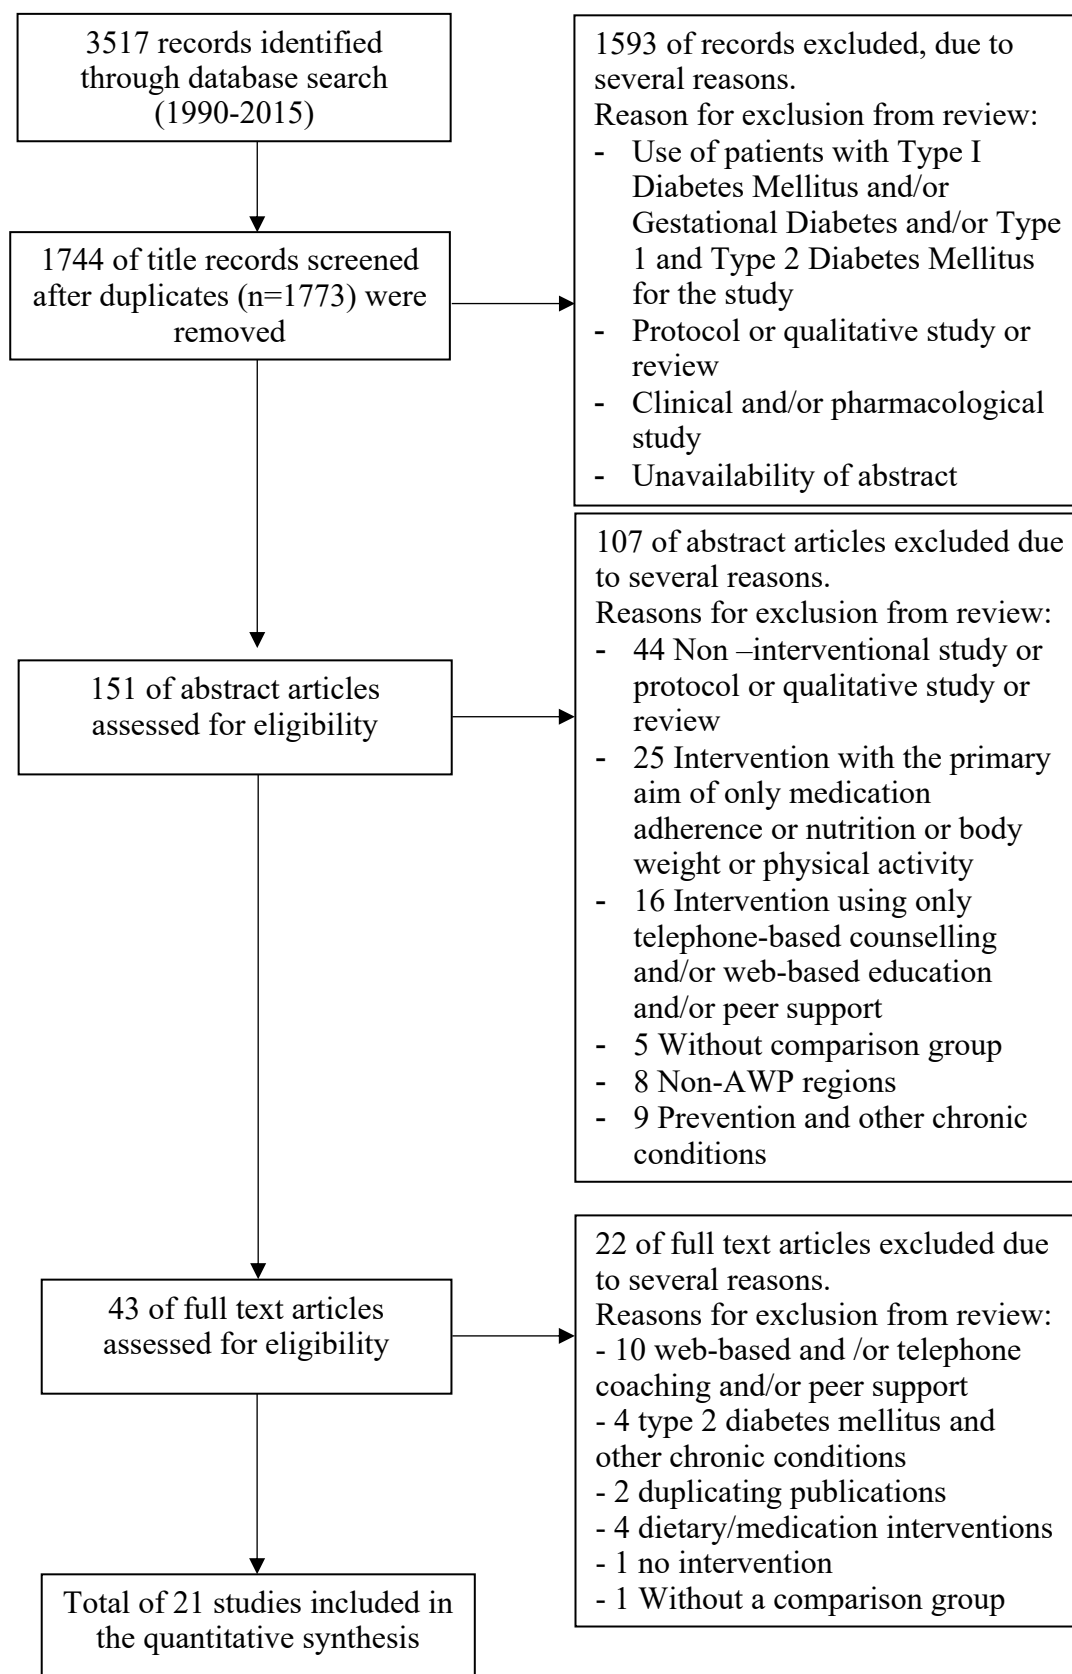 3517 records identified
through database search
(1990-2015)
1593 of records excluded, due to
several reasons.
Reason for exclusion from review:
- Use of patients with Type I
Diabetes Mellitus and/or
Gestational Diabetes and/or Type
1 and Type 2 Diabetes Mellitus
for the study
- Protocol or qualitative study or
review
- Clinical and/or pharmacological
study
- Unavailability of abstract
1744 of title records screened
after duplicates (n=1773) were
removed
107 of abstract articles excluded due
to several reasons.
Reasons for exclusion from review:
- 44 Non –interventional study or
protocol or qualitative study or
review
- 25 Intervention with the primary
aim of only medication
adherence or nutrition or body
weight or physical activity
- 16 Intervention using only
telephone-based counselling
and/or web-based education
and/or peer support
- 5 Without comparison group
- 8 Non-AWP regions
- 9 Prevention and other chronic
conditions
151 of abstract articles
assessed for eligibility
22 of full text articles excluded due
to several reasons.
Reasons for exclusion from review:
- 10 web-based and /or telephone
coaching and/or peer support
- 4 type 2 diabetes mellitus and
other chronic conditions
- 2 duplicating publications
- 4 dietary/medication interventions
- 1 no intervention
- 1 Without a comparison group
43 of full text articles
assessed for eligibility
Total of 21 studies included in
the quantitative synthesis